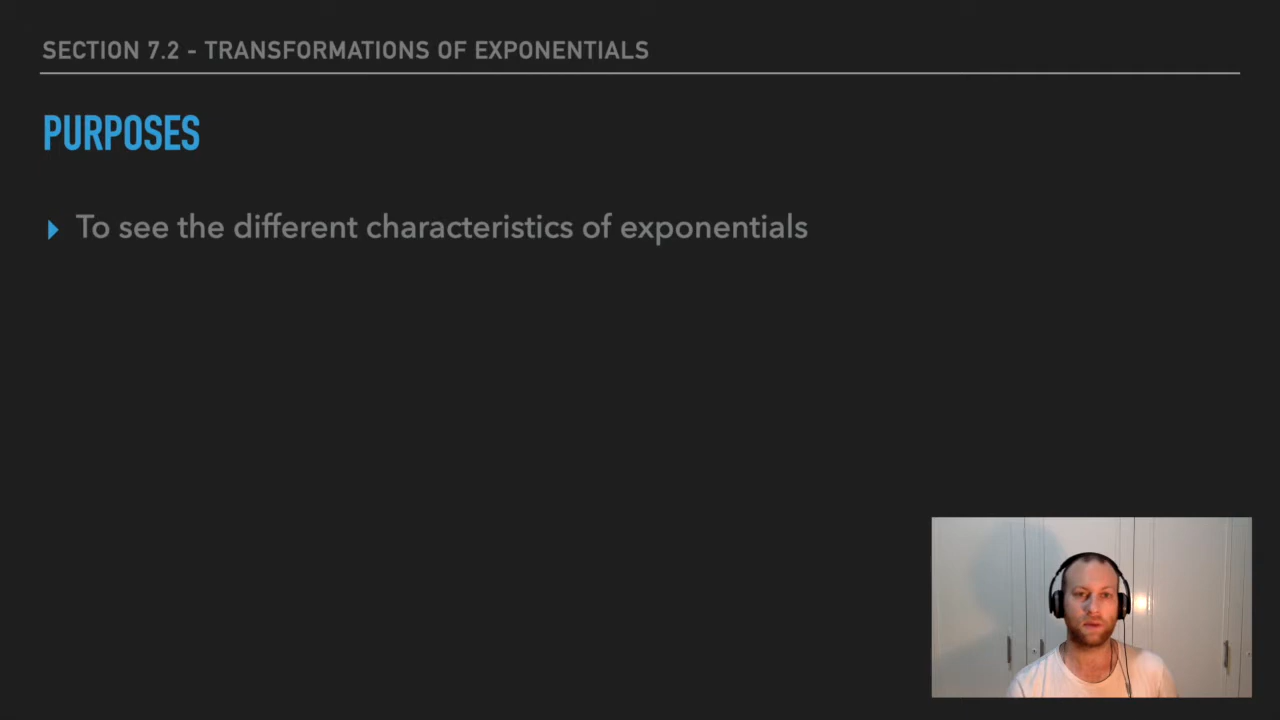 SECTION 7.2 - TRANSFORMATIONS OF EXPONENTIALS
PURPOSES
To see the different characteristics of exponentials